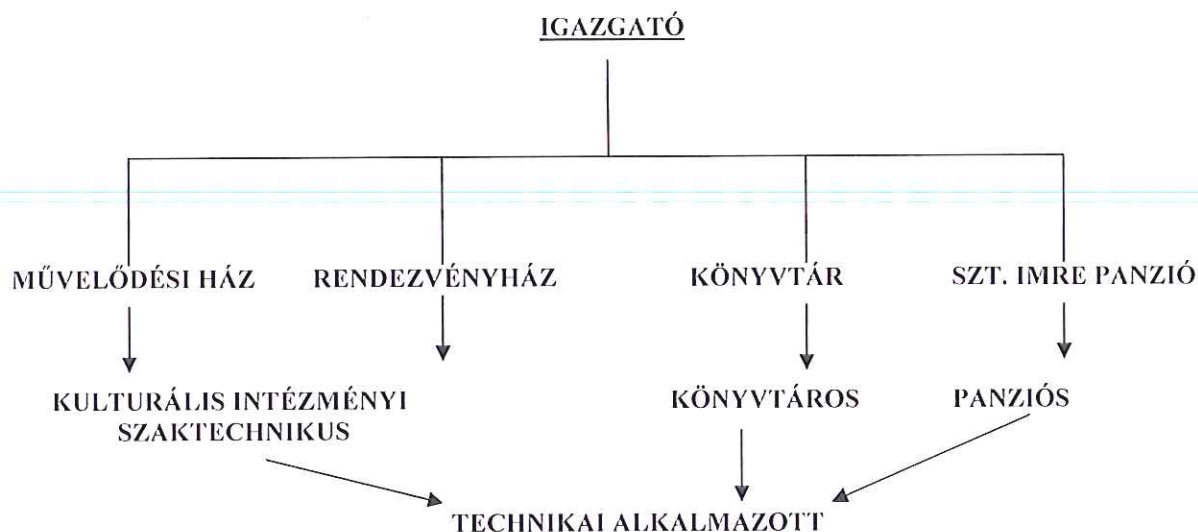 IGAZGATÓ
MŰVELŐDÉSI HÁZ
RENDEZVÉNYHÁZ
KÖNYVTÁR
SZT. IMRE PANZIÓ
KULTURÁLIS INTÉZMÉNYI
SZAKTECHNIKUS
KÖNYVTÁROS
PANZIÓS
TECHNIKAI ALKALMAZOTT